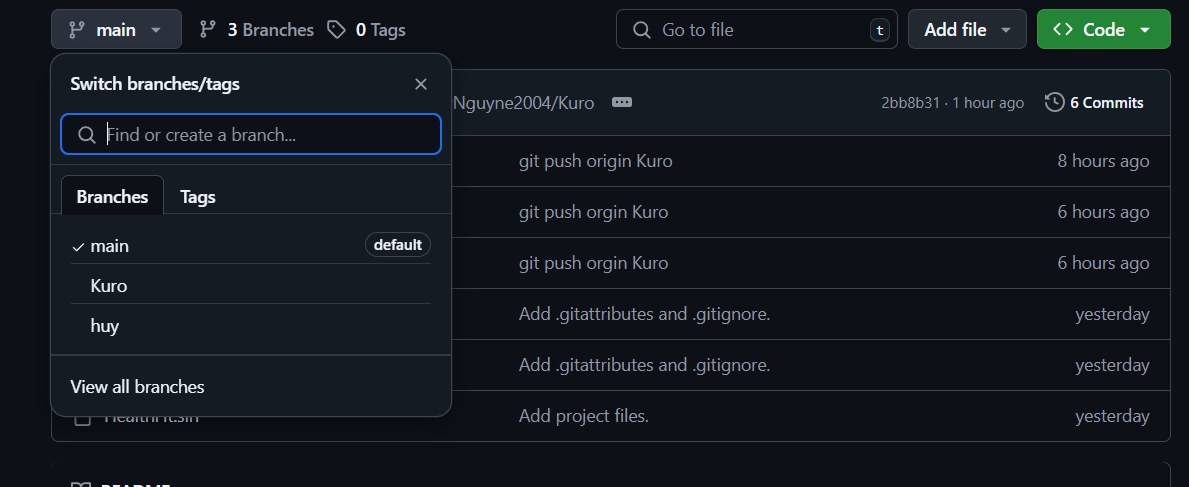 main 3 Branches 0 Tags Go to file t Add file Code
Switch branches/tags
Nguyne2004/Kuro 2bb8b31 · 1 hour ago 6 Commits
Find or create a branch...
git push origin Kuro 8 hours ago
Branches Tags
git push orgin Kuro 6 hours ago
main default
git push orgin Kuro 6 hours ago
Kuro
huy
Add .gitattributes and .gitignore. yesterday
Add .gitattributes and .gitignore. yesterday
View all branches
Add project files. yesterday
README